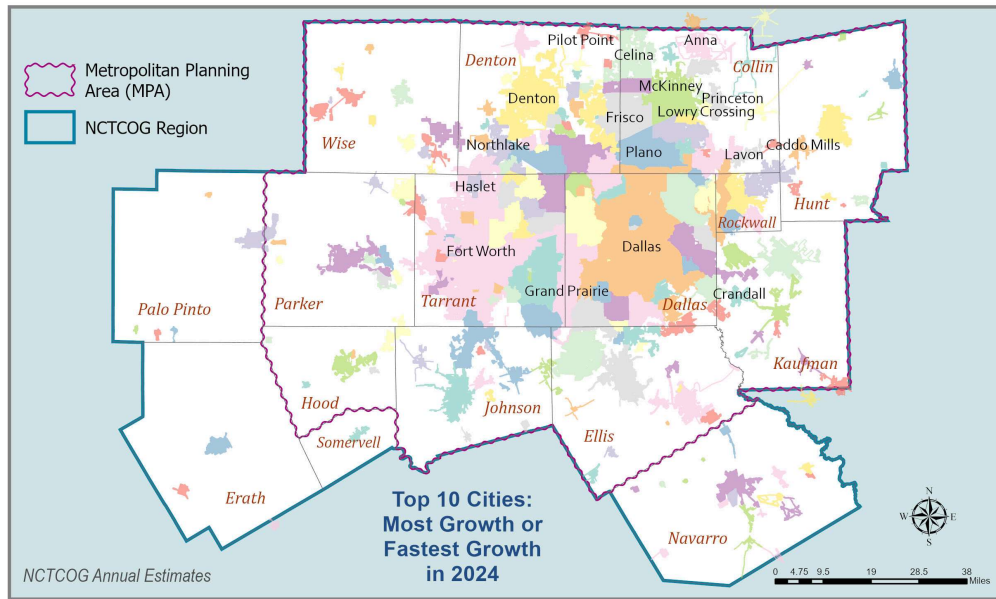 Metropolitan Planning
Area (MPA)
NCTCOG Region
Pilot Point
Anna
Celina
Denton
Collin
McKinney
Denton
Princeton
Lowry Crossing
Frisco
Wise
Northlake
Plano
Lavon
Caddo Mills
Haslet
Hunt
Rockwall
Fort Worth
Dallas
Grand Prairie
Crandall
Palo Pinto
Parker
Tarrant
Dallas
Kaufman
Hood
Johnson
Somervell
Ellis
Erath
Navarro
Top 10 Cities:
Most Growth or
Fastest Growth
in 2024
NCTCOG Annual Estimates
N
W E
S
0 4.75 9.5 19 28.5 38
Miles